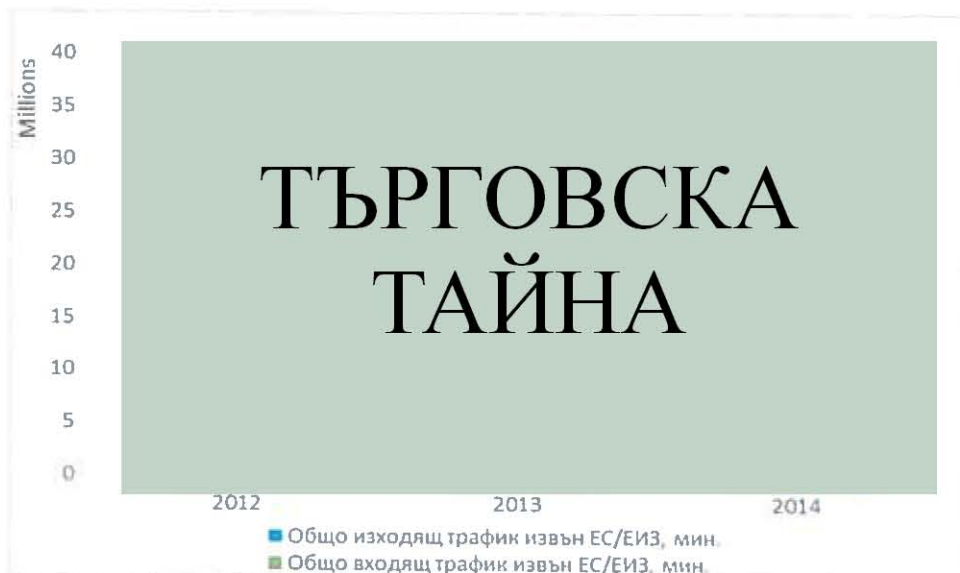 Millions
40
35
30
25
20
15
10
5
0
ТЪРГОВСКА
ТАЙНА
2012
2013
2014
Общо изходящ трафик извън ЕС/ЕИЗ, мин.
Общо входящ трафик извън ЕС/ЕИЗ, мин.